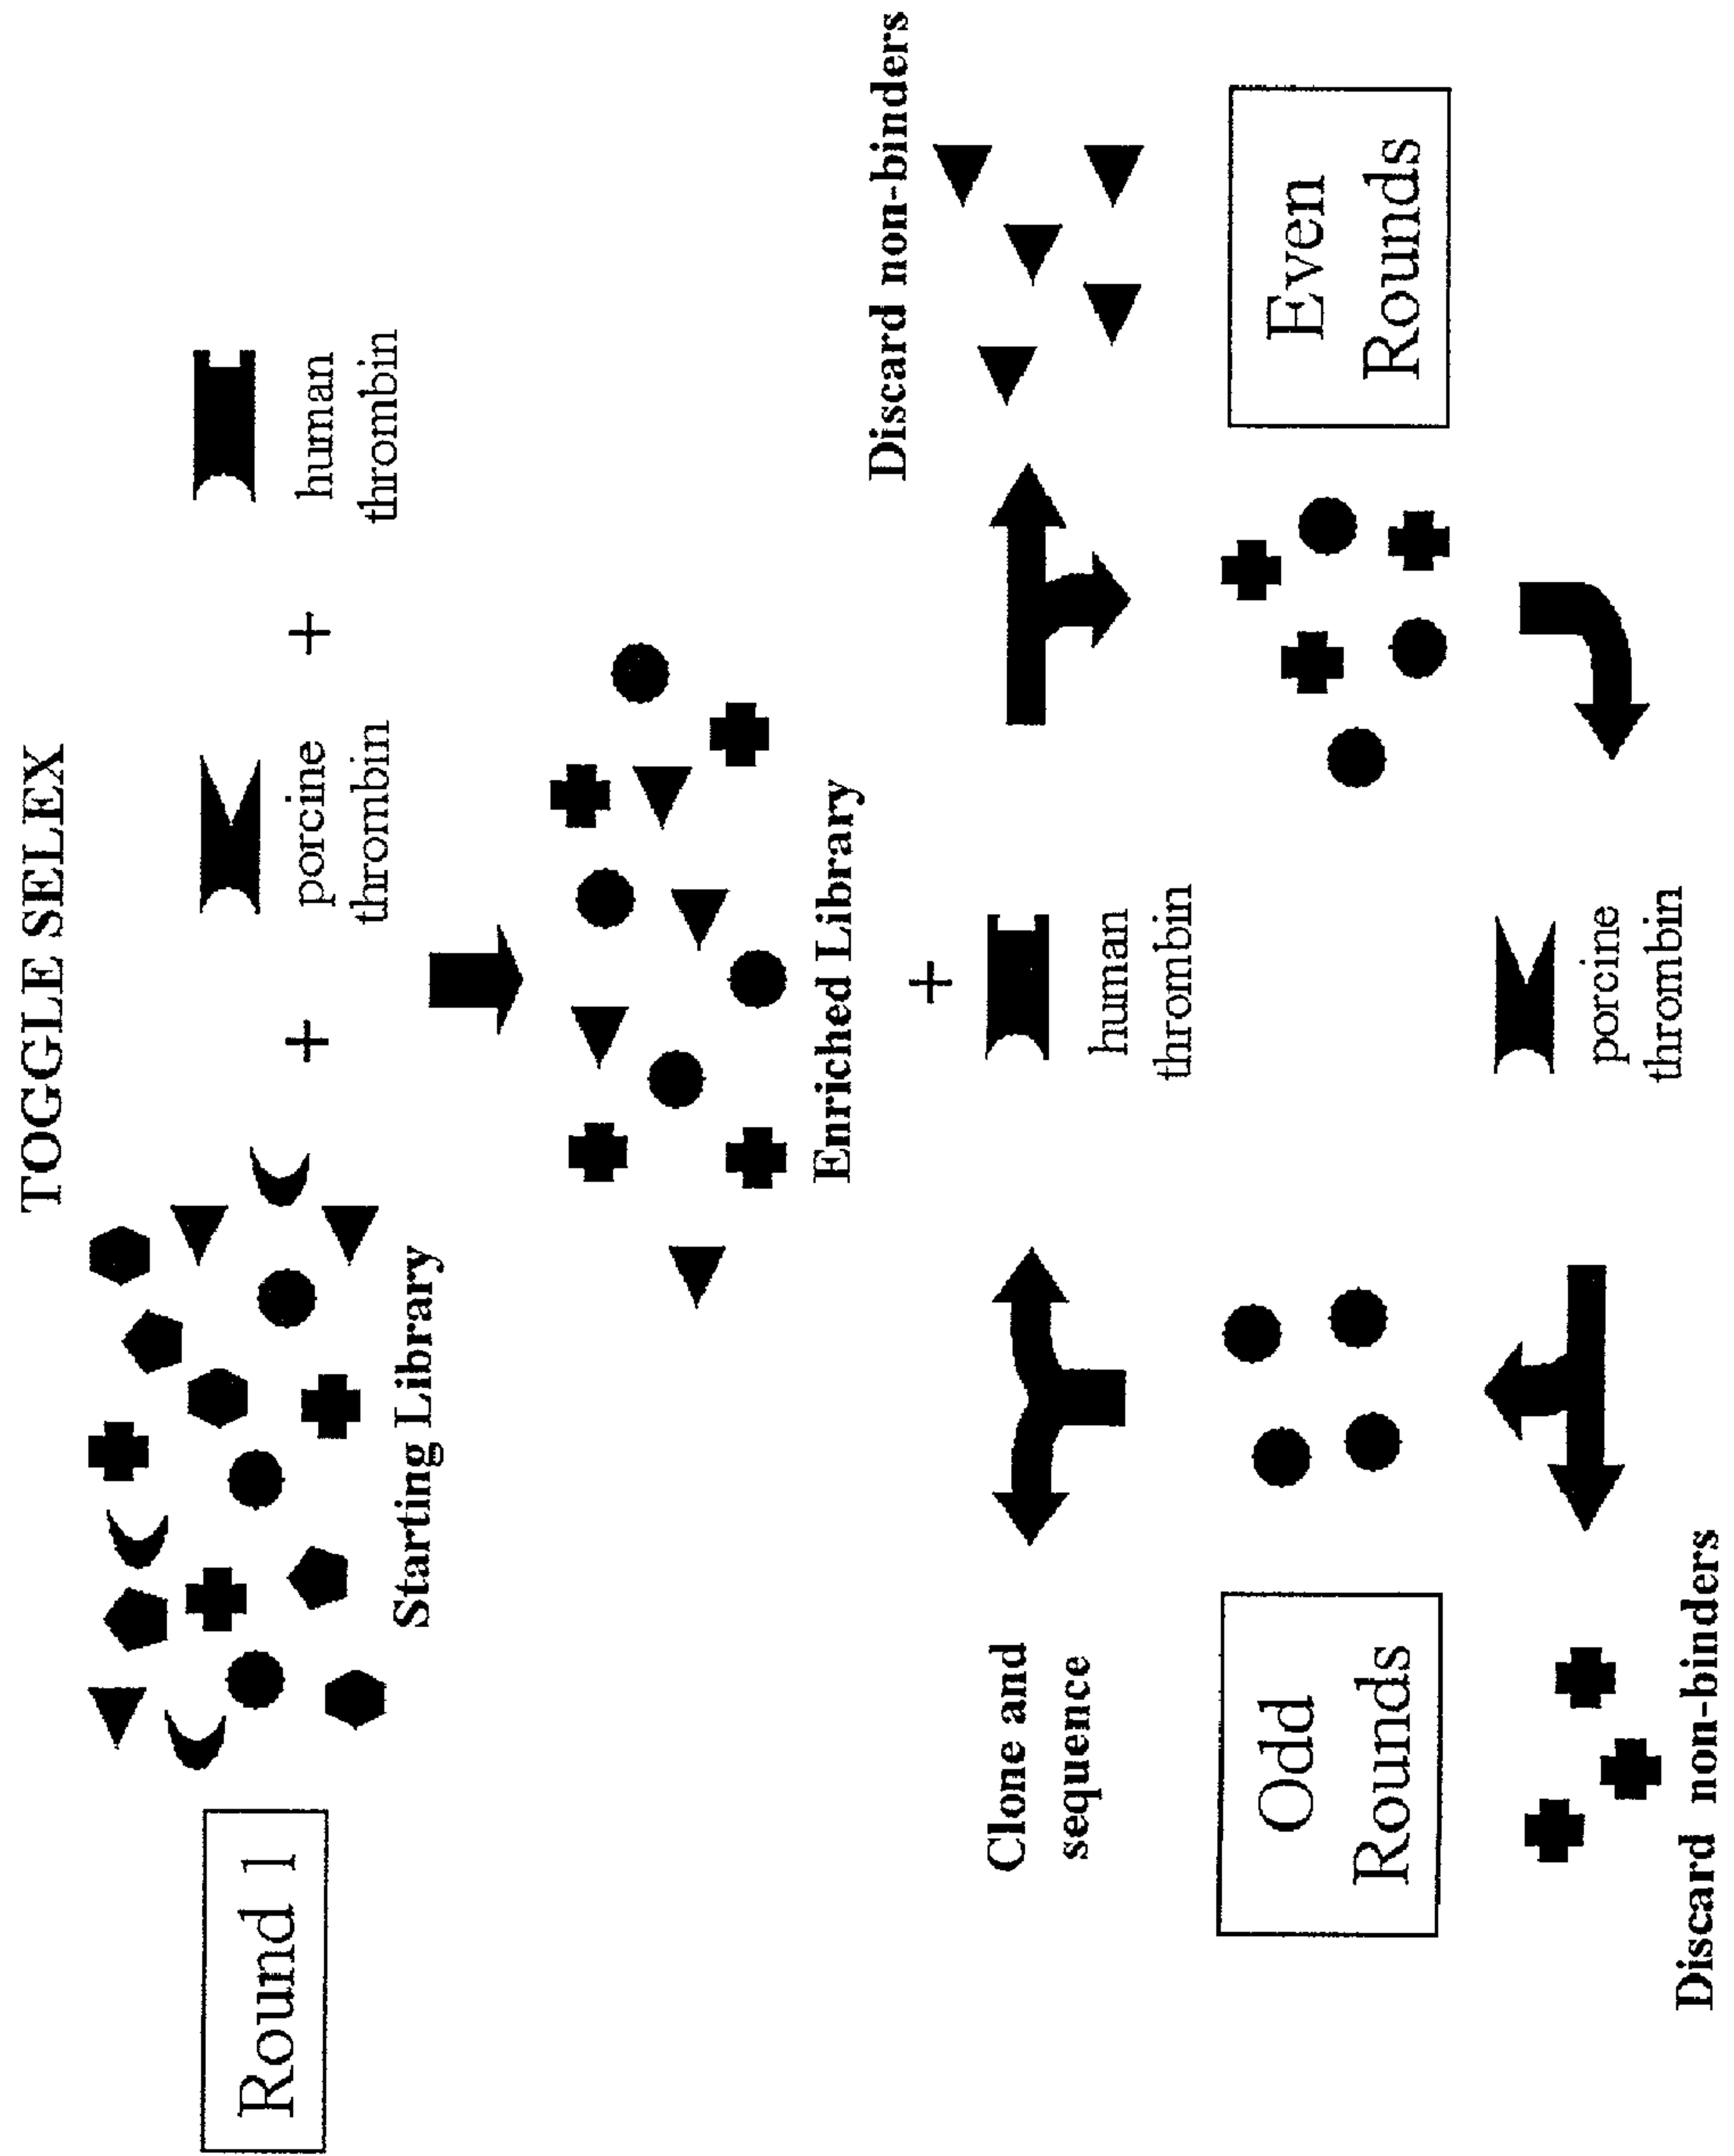 TOGGLE SELEX
Round 1
Starting Library
+
porcine
thrombin
+
human
thrombin
Enriched Library
+
human
thrombin
Discard non-binders
Even
Rounds
porcine
thrombin
Discard non-binders
Odd
Rounds
Clone and
sequence